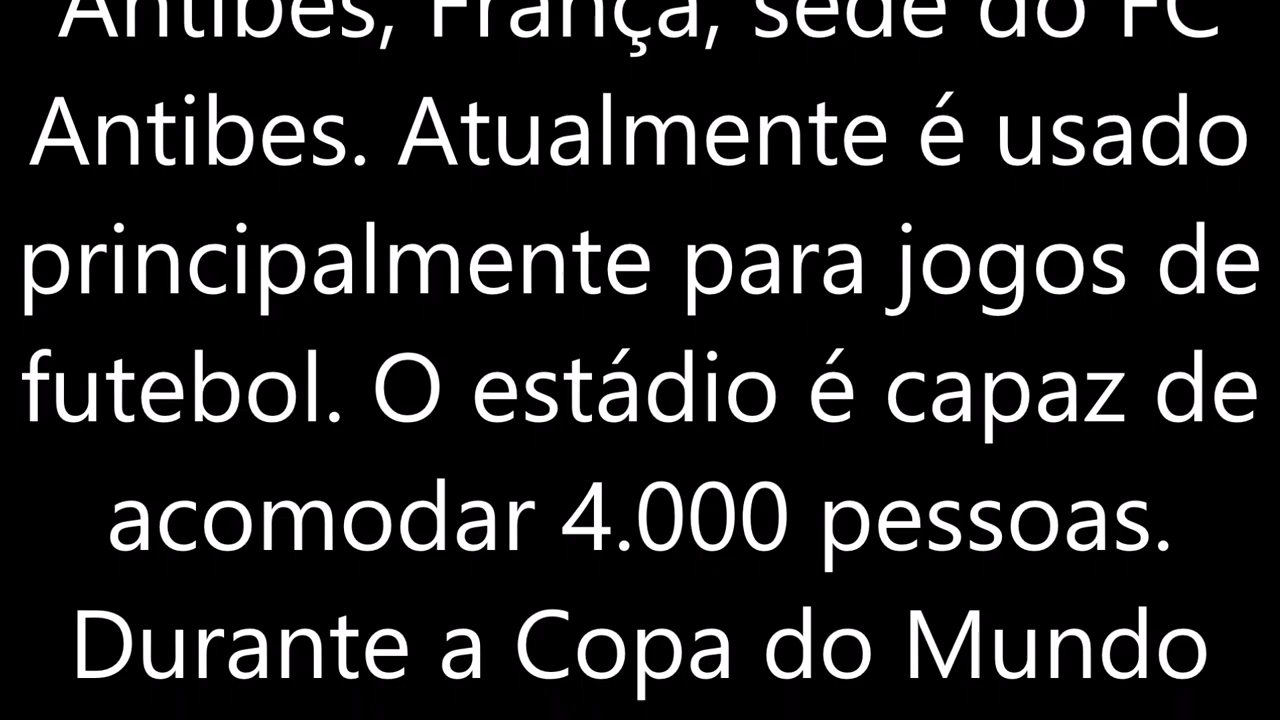 Antibes, França, sede do FC
Antibes. Atualmente é usado
principalmente para jogos de
futebol. O estádio é capaz de
acomodar 4.000 pessoas.
Durante a Copa do Mundo